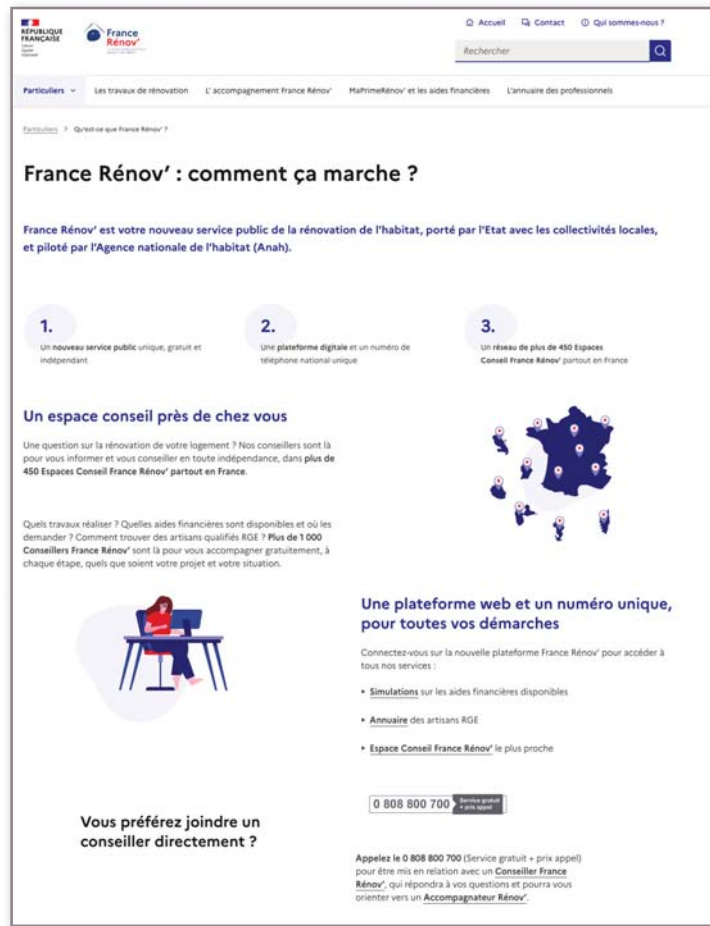 RÉPUBLIQUE
FRANÇAISE
Liberté
Égalité
Fraternité
France
Rénov'
Accueil
Contact
Qui sommes-nous ?
Rechercher
Particuliers
Les travaux de rénovation
L' accompagnement France Rénov'
MaPrimeRénov' et les aides financières
L'annuaire des professionnels
Particuliers > Qu'est-ce que France Rénov' ?
France Rénov' : comment ça marche ?
France Rénov' est votre nouveau service public de la rénovation de l'habitat, porté par l'Etat avec les collectivités locales,
et piloté par l'Agence nationale de l'habitat (Anah).
1.
Un nouveau service public unique, gratuit et
indépendant
2.
Une plateforme digitale et un numéro de
téléphone national unique
3.
Un réseau de plus de 450 Espaces
Conseil France Rénov' partout en France
Un espace conseil près de chez vous
Une question sur la rénovation de votre logement ? Nos conseillers sont là
pour vous informer et vous conseiller en toute indépendance, dans plus de
450 Espaces Conseil France Rénov' partout en France.
Quels travaux réaliser ? Quelles aides financières sont disponibles et où les
demander ? Comment trouver des artisans qualifiés RGE ? Plus de 1 000
Conseillers France Rénov' sont là pour vous accompagner gratuitement, à
chaque étape, quels que soient votre projet et votre situation.
Une plateforme web et un numéro unique,
pour toutes vos démarches
Connectez-vous sur la nouvelle plateforme France Rénov' pour accéder à
tous nos services :
Simulations sur les aides financières disponibles
Annuaire des artisans RGE
Espace Conseil France Rénov' le plus proche
0 808 800 700
Service gratuit
+ prix appel
Vous préférez joindre un
conseiller directement ?
Appelez le 0 808 800 700 (Service gratuit + prix appel)
pour être mis en relation avec un Conseiller France
Rénov', qui répondra à vos questions et pourra vous
orienter vers un Accompagnateur Rénov'.